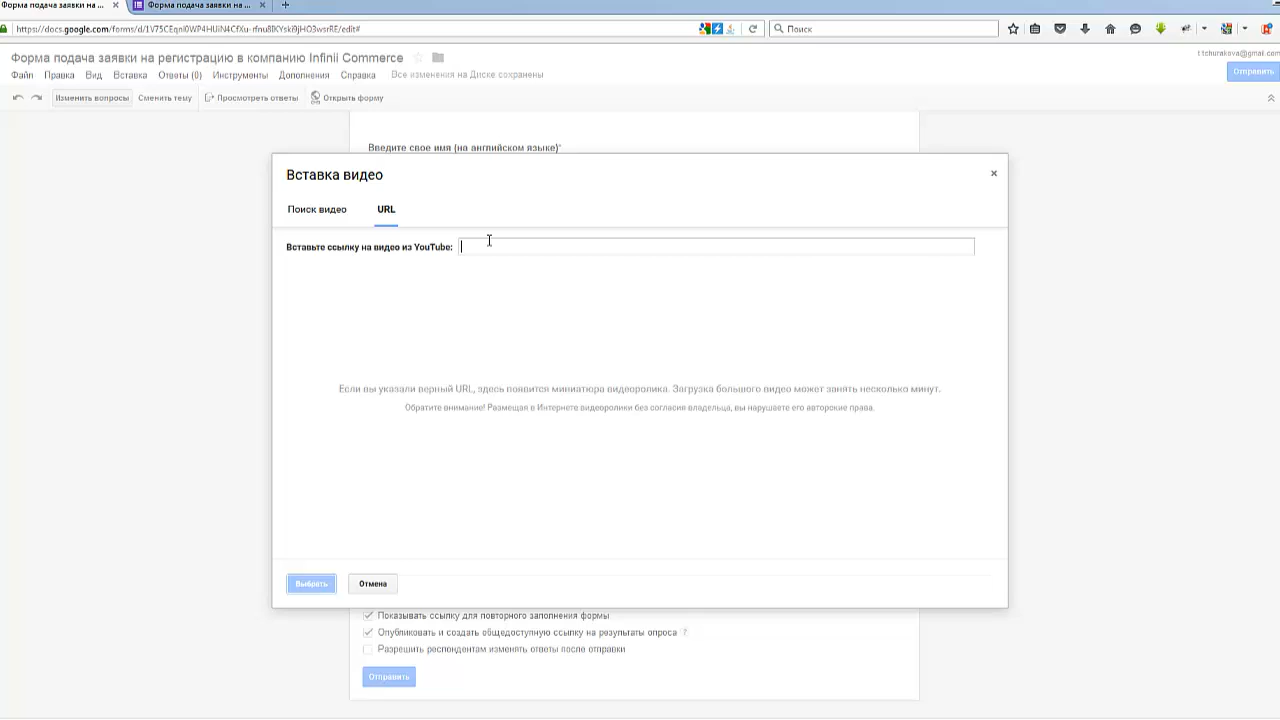 Форма подача заявки на ...
Форма подача заявки на ...
https://docs.google.com/forms/d/
Поиск
Форма подача заявки на регистрацию в компанию Infinii Commerce
t.tchurakova@gmail.com
Файл Правка Вид Вставка Ответы (0) Инструменты Дополнения Справка Все изменения на Диске сохранены
Отправить
Изменить вопросы Сменить тему Просмотреть ответы Открыть форму
Введите свое имя (на английском языке)*
Вставка видео
Поиск видео URL
Вставьте ссылку на видео из YouTube:
Если вы указали верный URL, здесь появится миниатюра видеоролика. Загрузка большого видео может занять несколько минут.
Обратите внимание! Размещая в Интернете видеоролики без согласия владельца, вы нарушаете его авторские права.
Выбрать Отмена
Показывать ссылку для повторного заполнения формы
Опубликовать и создать общедоступную ссылку на результаты опроса ?
Разрешить респондентам изменять ответы после отправки
Отправить